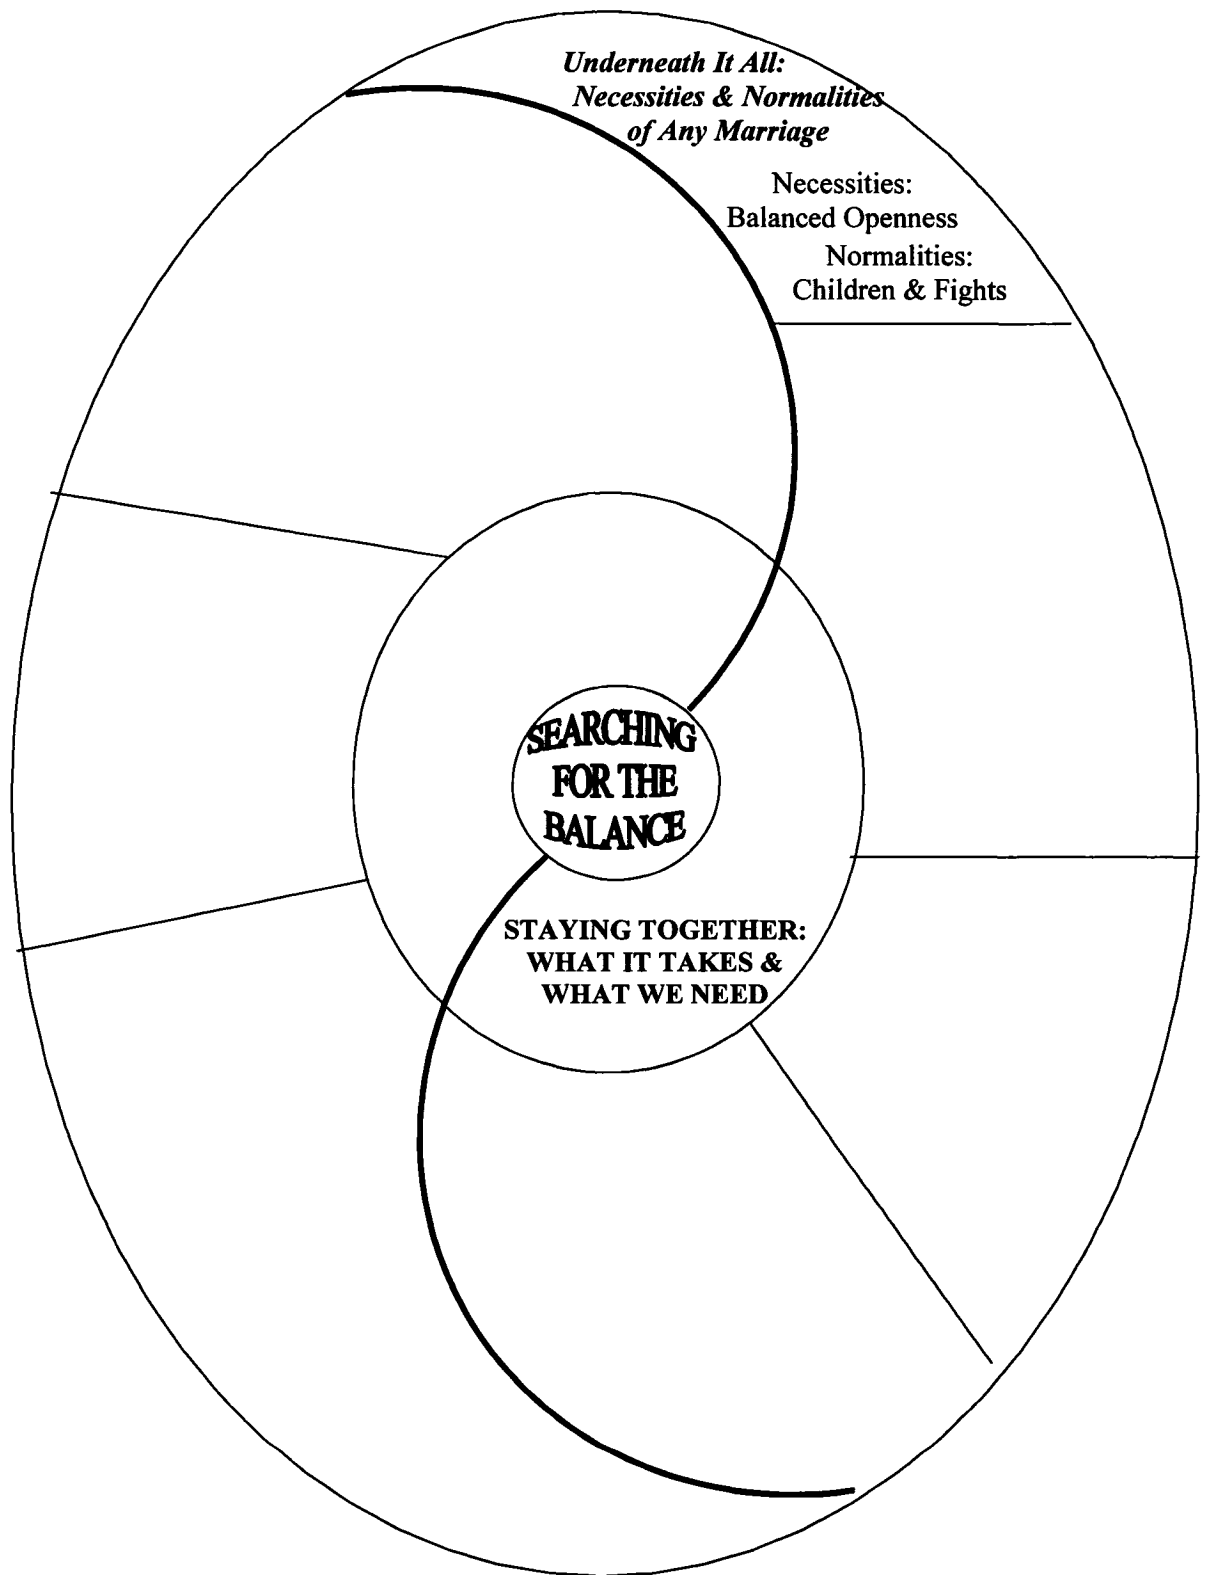 Underneath It All:
Necessities & Normalities
of Any Marriage
Necessities:
Balanced Openness
Normalities:
Children & Fights
SEARCHING
FOR THE
BALANCE
STAYING TOGETHER:
WHAT IT TAKES &
WHAT WE NEED